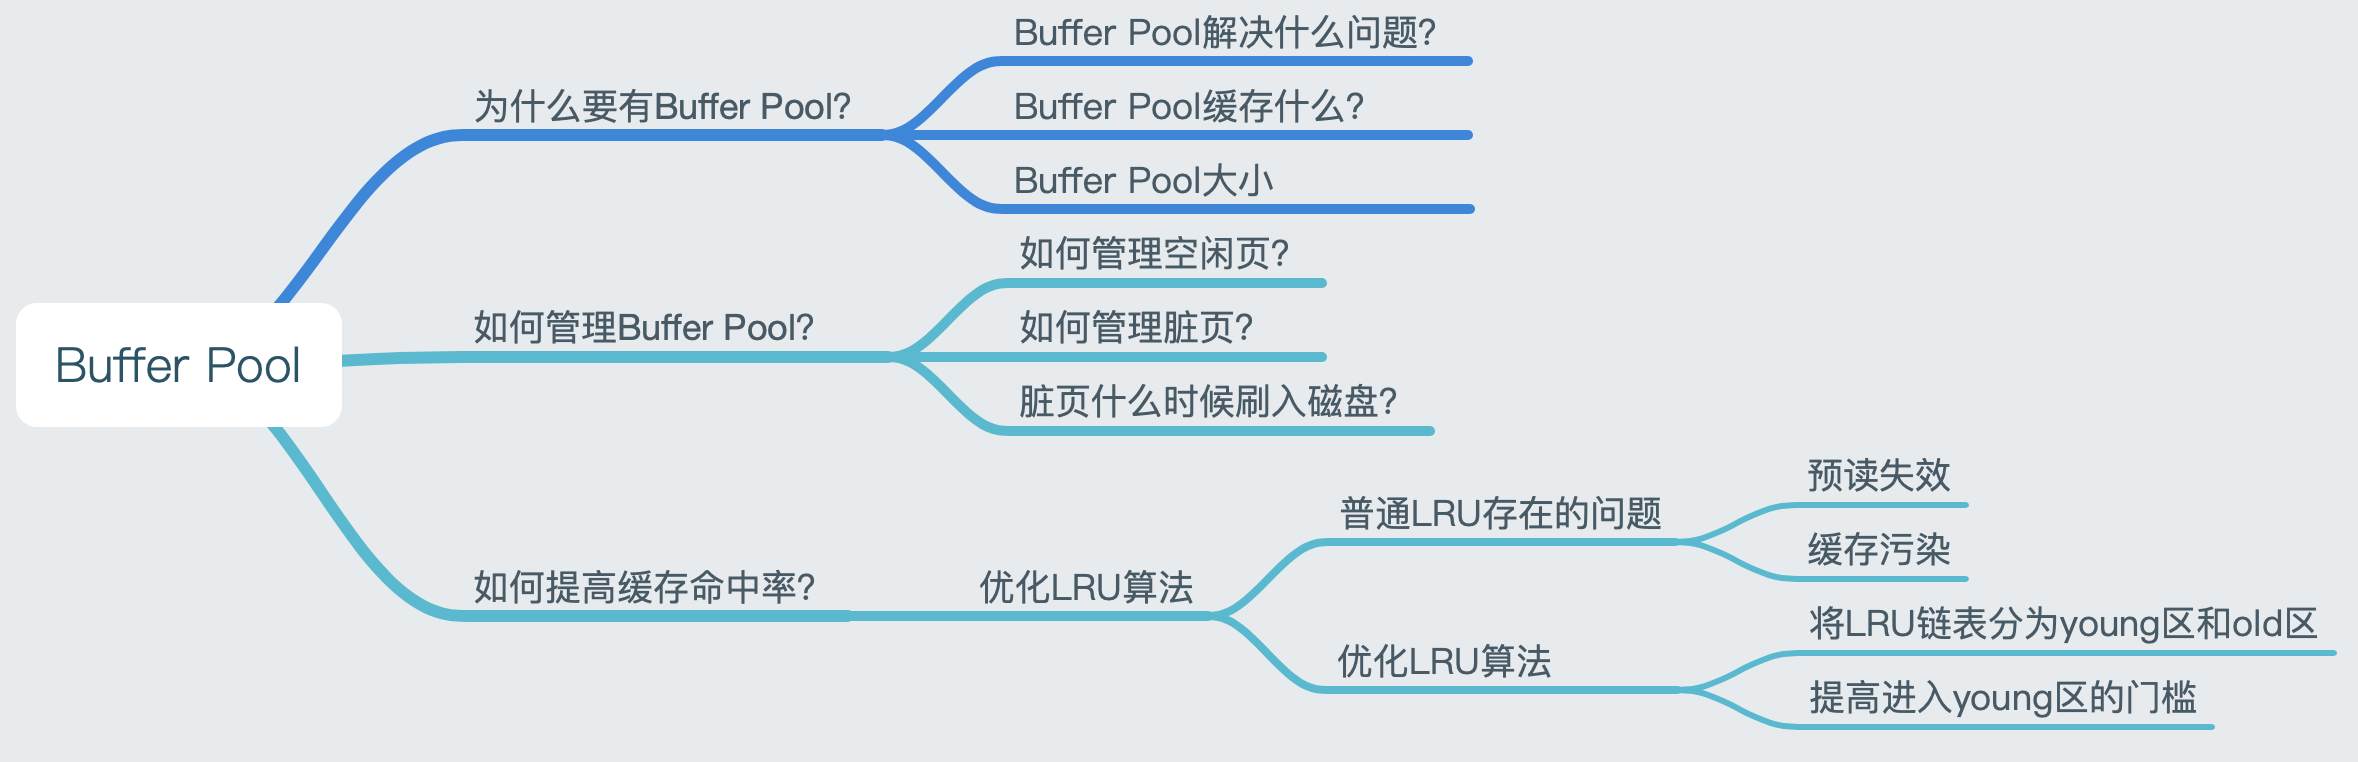 Buffer Pool
为什么要有Buffer Pool?
Buffer Pool解决什么问题?
Buffer Pool缓存什么?
Buffer Pool大小
如何管理Buffer Pool?
如何管理空闲页?
如何管理脏页?
脏页什么时候刷入磁盘?
如何提高缓存命中率?
优化LRU算法
普通LRU存在的问题
预读失效
缓存污染
优化LRU算法
将LRU链表分为young区和old区
提高进入young区的门槛